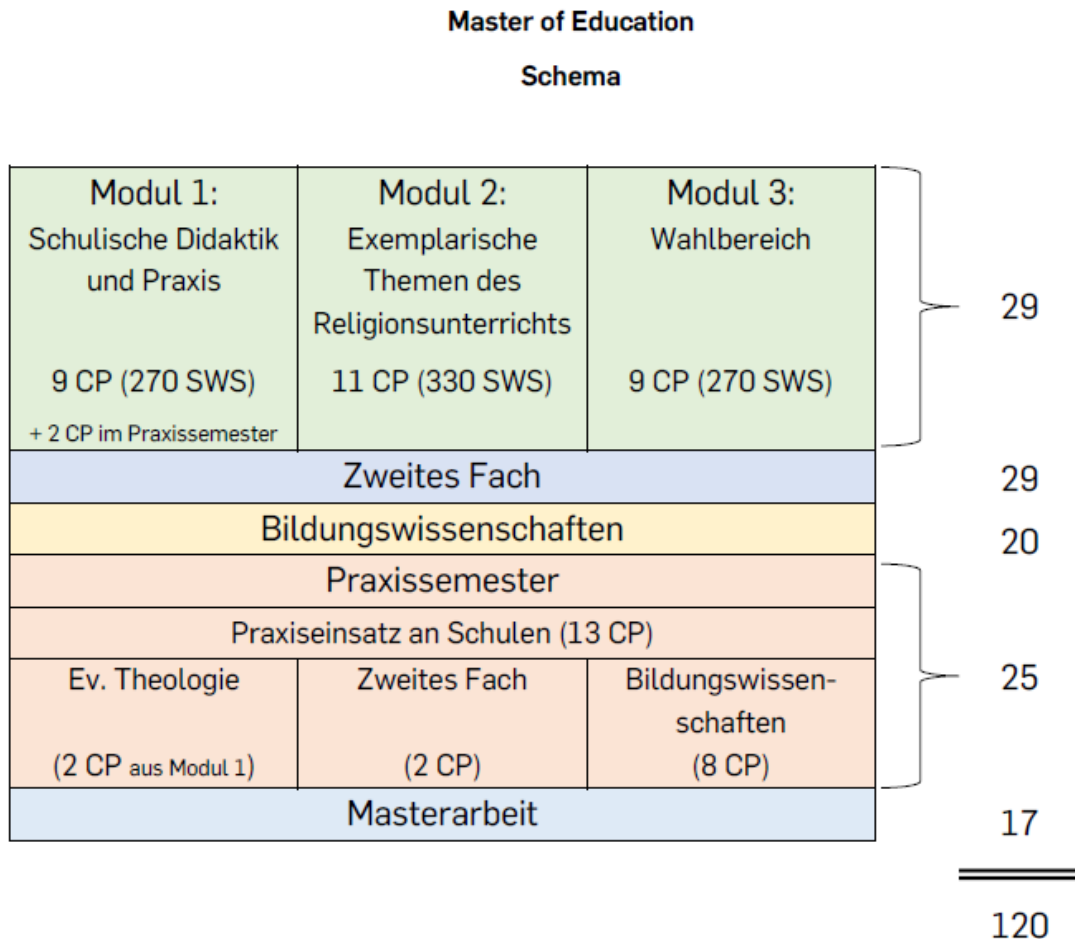 Master of Education
Schema
Modul 1:
Schulische Didaktik
und Praxis
9 CP (270 SWS)
+ 2 CP im Praxissemester
Modul 2:
Exemplarische
Themen des
Religionsunterrichts
11 CP (330 SWS)
Modul 3:
Wahlbereich
9 CP (270 SWS)
29
Zweites Fach
29
Bildungswissenschaften
20
Praxissemester
Praxiseinsatz an Schulen (13 CP)
Ev. Theologie
(2 CP aus Modul 1)
Zweites Fach
(2 CP)
Bildungswissen-
schaften
(8 CP)
25
Masterarbeit
17
120